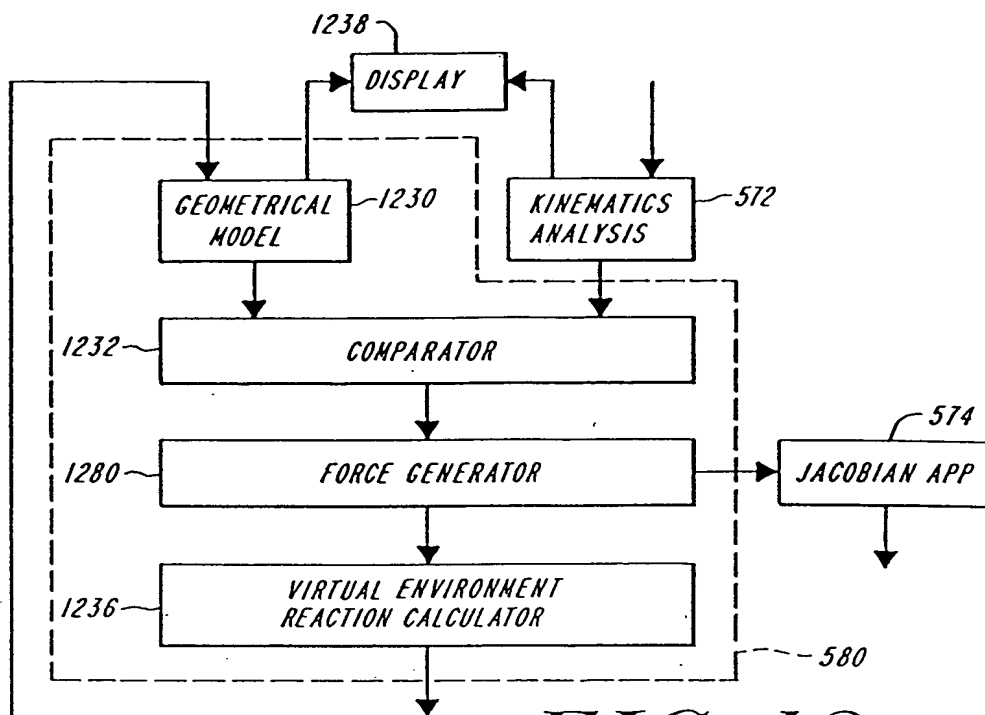 1238
DISPLAY
GEOMETRICAL
MODEL
1230
KINEMATICS
ANALYSIS
572
1232
COMPARATOR
574
1280
FORCE GENERATOR
JACOBIAN APP
VIRTUAL ENVIRONMENT
REACTION CALCULATOR
1236
580